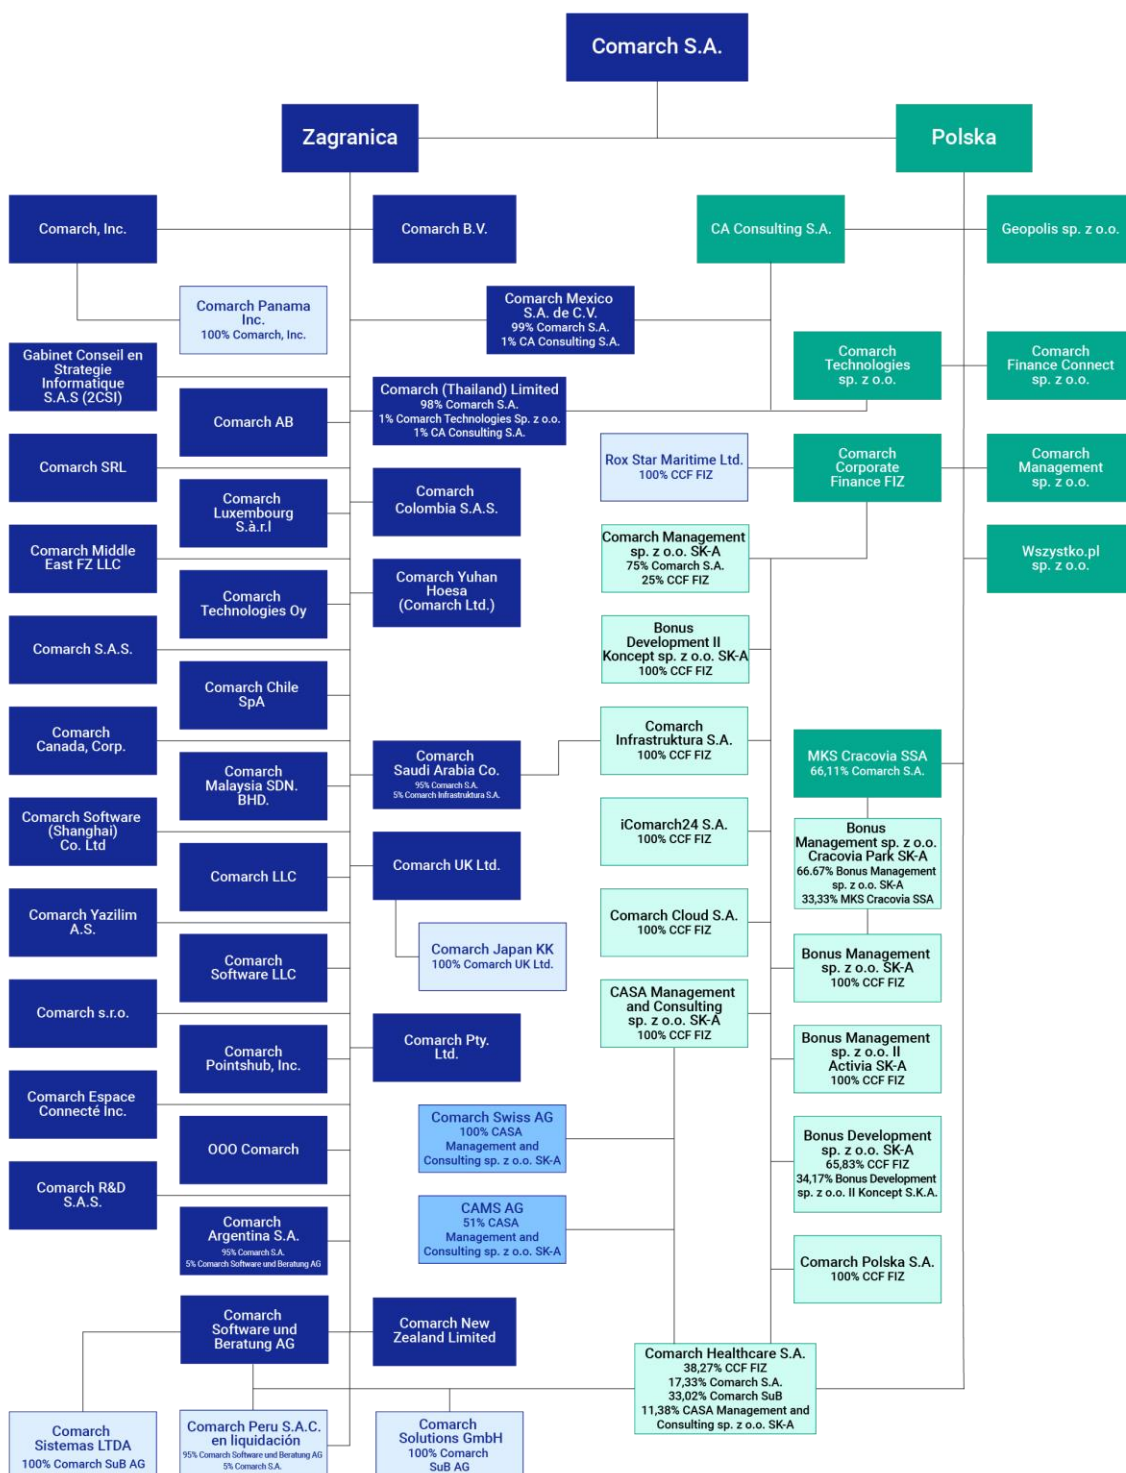 Comarch S.A.
Zagranica
Polska
Comarch, Inc.
Comarch B.V.
CA Consulting S.A.
Geopolis sp. z o.o.
Comarch Panama
Inc.
100% Comarch, Inc.
Comarch Mexico
S.A. de C.V.
99% Comarch S.A.
1% CA Consulting S.A.
Gabinet Conseil en
Strategie
Informatique
S.A.S (2CSI)
Comarch
Technologies
sp. z o.o.
Comarch
Finance Connect
sp. z o.o.
Comarch AB
Comarch (Thailand) Limited
98% Comarch S.A.
1% Comarch Technologies Sp. z o.o.
1% CA Consulting S.A.
Comarch SRL
Rox Star Maritime Ltd.
100% CCF FIZ
Comarch
Corporate
Finance FIZ
Comarch
Management
sp. z o.o.
Comarch
Luxembourg
S.à.r.l
Comarch
Colombia S.A.S.
Comarch Middle
East FZ LLC
Comarch Management
sp. z o.o. SK-A
75% Comarch S.A.
25% CCF FIZ
Wszystko.pl
sp. z o.o.
Comarch
Technologies Oy
Comarch Yuhan
Hoesa
(Comarch Ltd.)
Comarch S.A.S.
Bonus
Development II
Koncept sp. z o.o. SK-A
100% CCF FIZ
Comarch Chile
SpA
Comarch
Canada, Corp.
Comarch
Infrastruktura S.A.
100% CCF FIZ
MKS Cracovia SSA
66,11% Comarch S.A.
Comarch
Malaysia SDN.
BHD.
Comarch
Saudi Arabia Co.
95% Comarch S.A.
5% Comarch Infrastruktura S.A.
Comarch Software
(Shanghai)
Co. Ltd
iComarch24 S.A.
100% CCF FIZ
Bonus
Management sp. z o.o.
Cracovia Park SK-A
66.67% Bonus Management
sp. z o.o. SK-A
33,33% MKS Cracovia SSA
Comarch LLC
Comarch UK Ltd.
Comarch Yazilim
A.S.
Comarch Cloud S.A.
100% CCF FIZ
Comarch
Software LLC
Comarch Japan KK
100% Comarch UK Ltd.
Bonus Management
sp. z o.o. SK-A
100% CCF FIZ
Comarch s.r.o.
CASA Management
and Consulting
sp. z o.o. SK-A
100% CCF FIZ
Comarch
Pointshub, Inc.
Comarch Pty.
Ltd.
Bonus Management
sp. z o.o. II
Activia SK-A
100% CCF FIZ
Comarch Espace
Connecté Inc.
OOO Comarch
Comarch Swiss AG
100% CASA
Management and
Consulting sp. z o.o. SK-A
Bonus Development
sp. z o.o. SK-A
65,83% CCF FIZ
34,17% Bonus Development
sp. z o.o. II Koncept S.K.A.
Comarch R&D
S.A.S.
Comarch
Argentina S.A.
95% Comarch S.A.
5% Comarch Software und Beratung AG
CAMS AG
51% CASA
Management and
Consulting sp. z o.o. SK-A
Comarch Polska S.A.
100% CCF FIZ
Comarch
Software und
Beratung AG
Comarch New
Zealand Limited
Comarch Healthcare S.A.
38,27% CCF FIZ
17,33% Comarch S.A.
33,02% Comarch SuB
11,38% CASA Management and
Consulting sp. z o.o. SK-A
Comarch
Sistemas LTDA
100% Comarch SuB AG
Comarch Peru S.A.C.
en liquidación
95% Comarch Software und Beratung AG
5% Comarch S.A.
Comarch
Solutions GmbH
100% Comarch
SuB AG